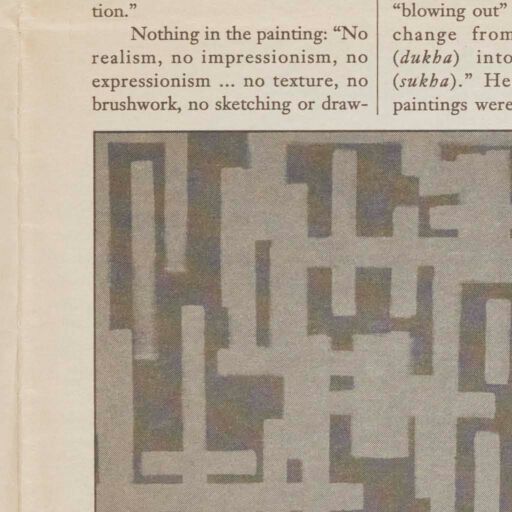 tion.”
Nothing in the painting: “No
realism, no impressionism, no
expressionism ... no texture, no
brushwork, no sketching or draw-
“blowing out”
change from
(dukha) into
(sukha).” He
paintings were